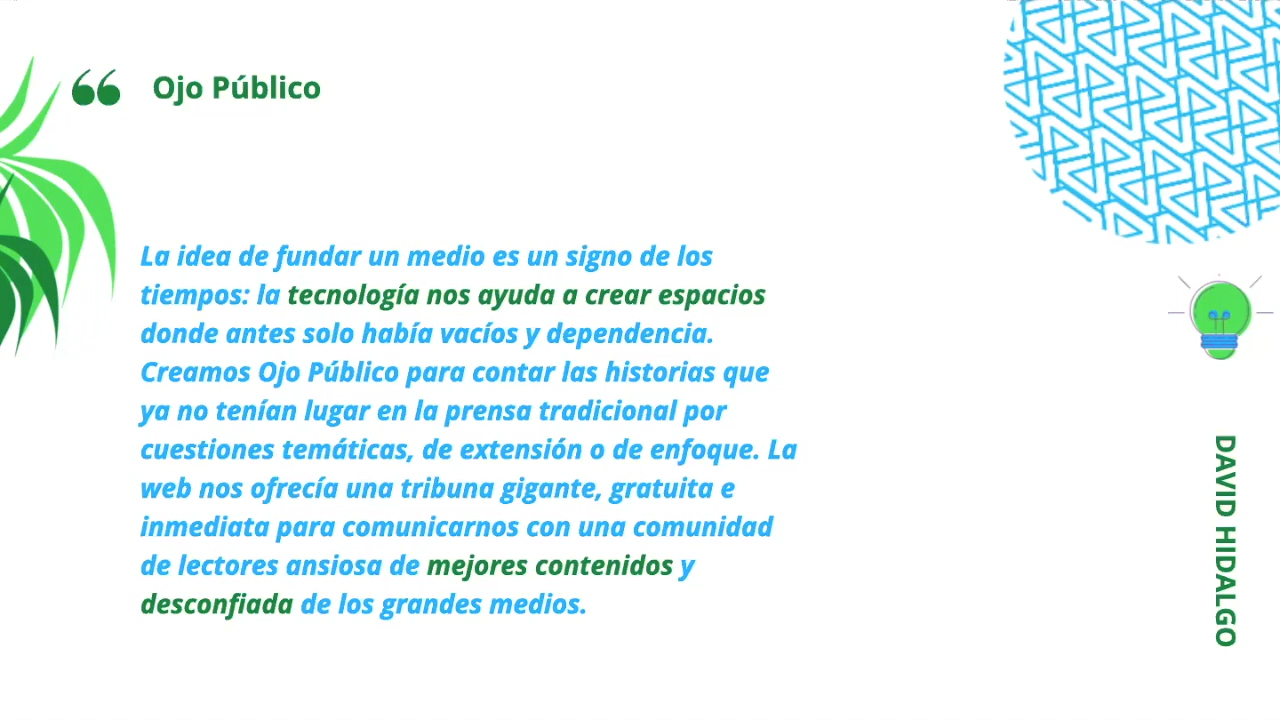 Ojo Público
La idea de fundar un medio es un signo de los
tiempos: la tecnología nos ayuda a crear espacios
donde antes solo había vacíos y dependencia.
Creamos Ojo Público para contar las historias que
ya no tenían lugar en la prensa tradicional por
cuestiones temáticas, de extensión o de enfoque. La
web nos ofrecía una tribuna gigante, gratuita e
inmediata para comunicarnos con una comunidad
de lectores ansiosa de mejores contenidos y
desconfiada de los grandes medios.
DAVID HIDALGO